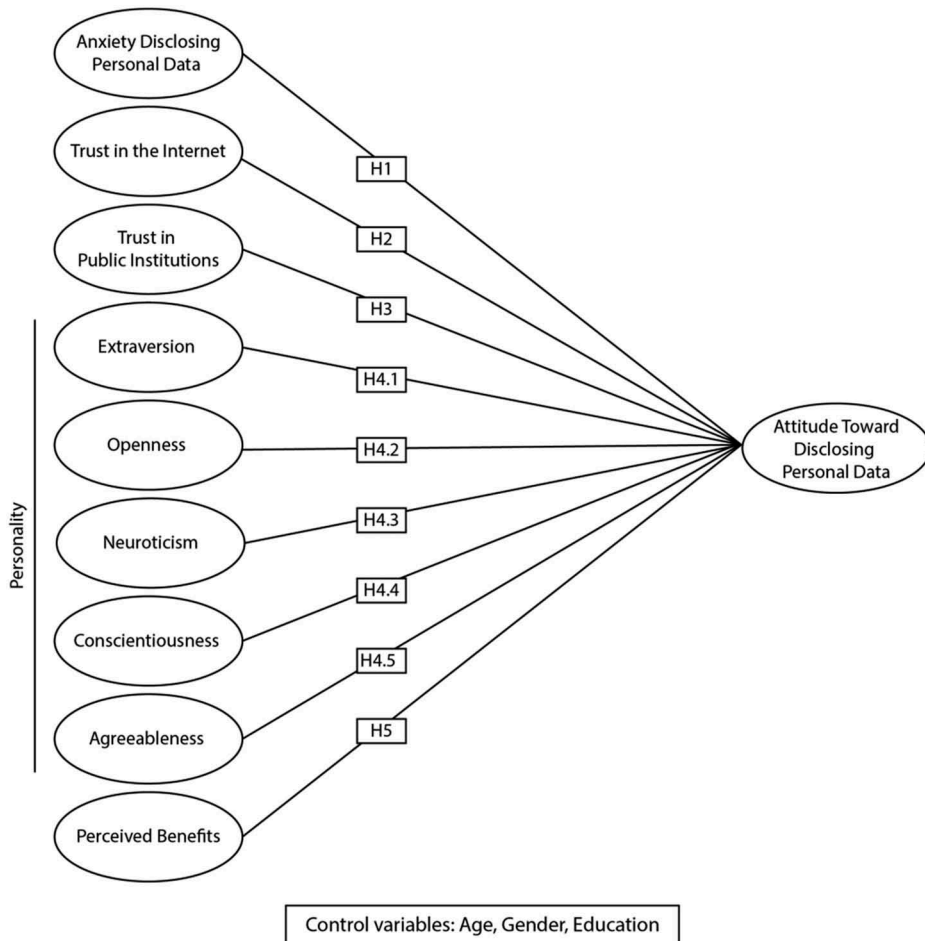 Anxiety Disclosing
Personal Data
Trust in the Internet
Trust in
Public Institutions
Extraversion
Openness
Neuroticism
Conscientiousness
Agreeableness
Perceived Benefits
Personality
H1
H2
H3
H4.1
H4.2
H4.3
H4.4
H4.5
H5
Attitude Toward
Disclosing
Personal Data
Control variables: Age, Gender, Education